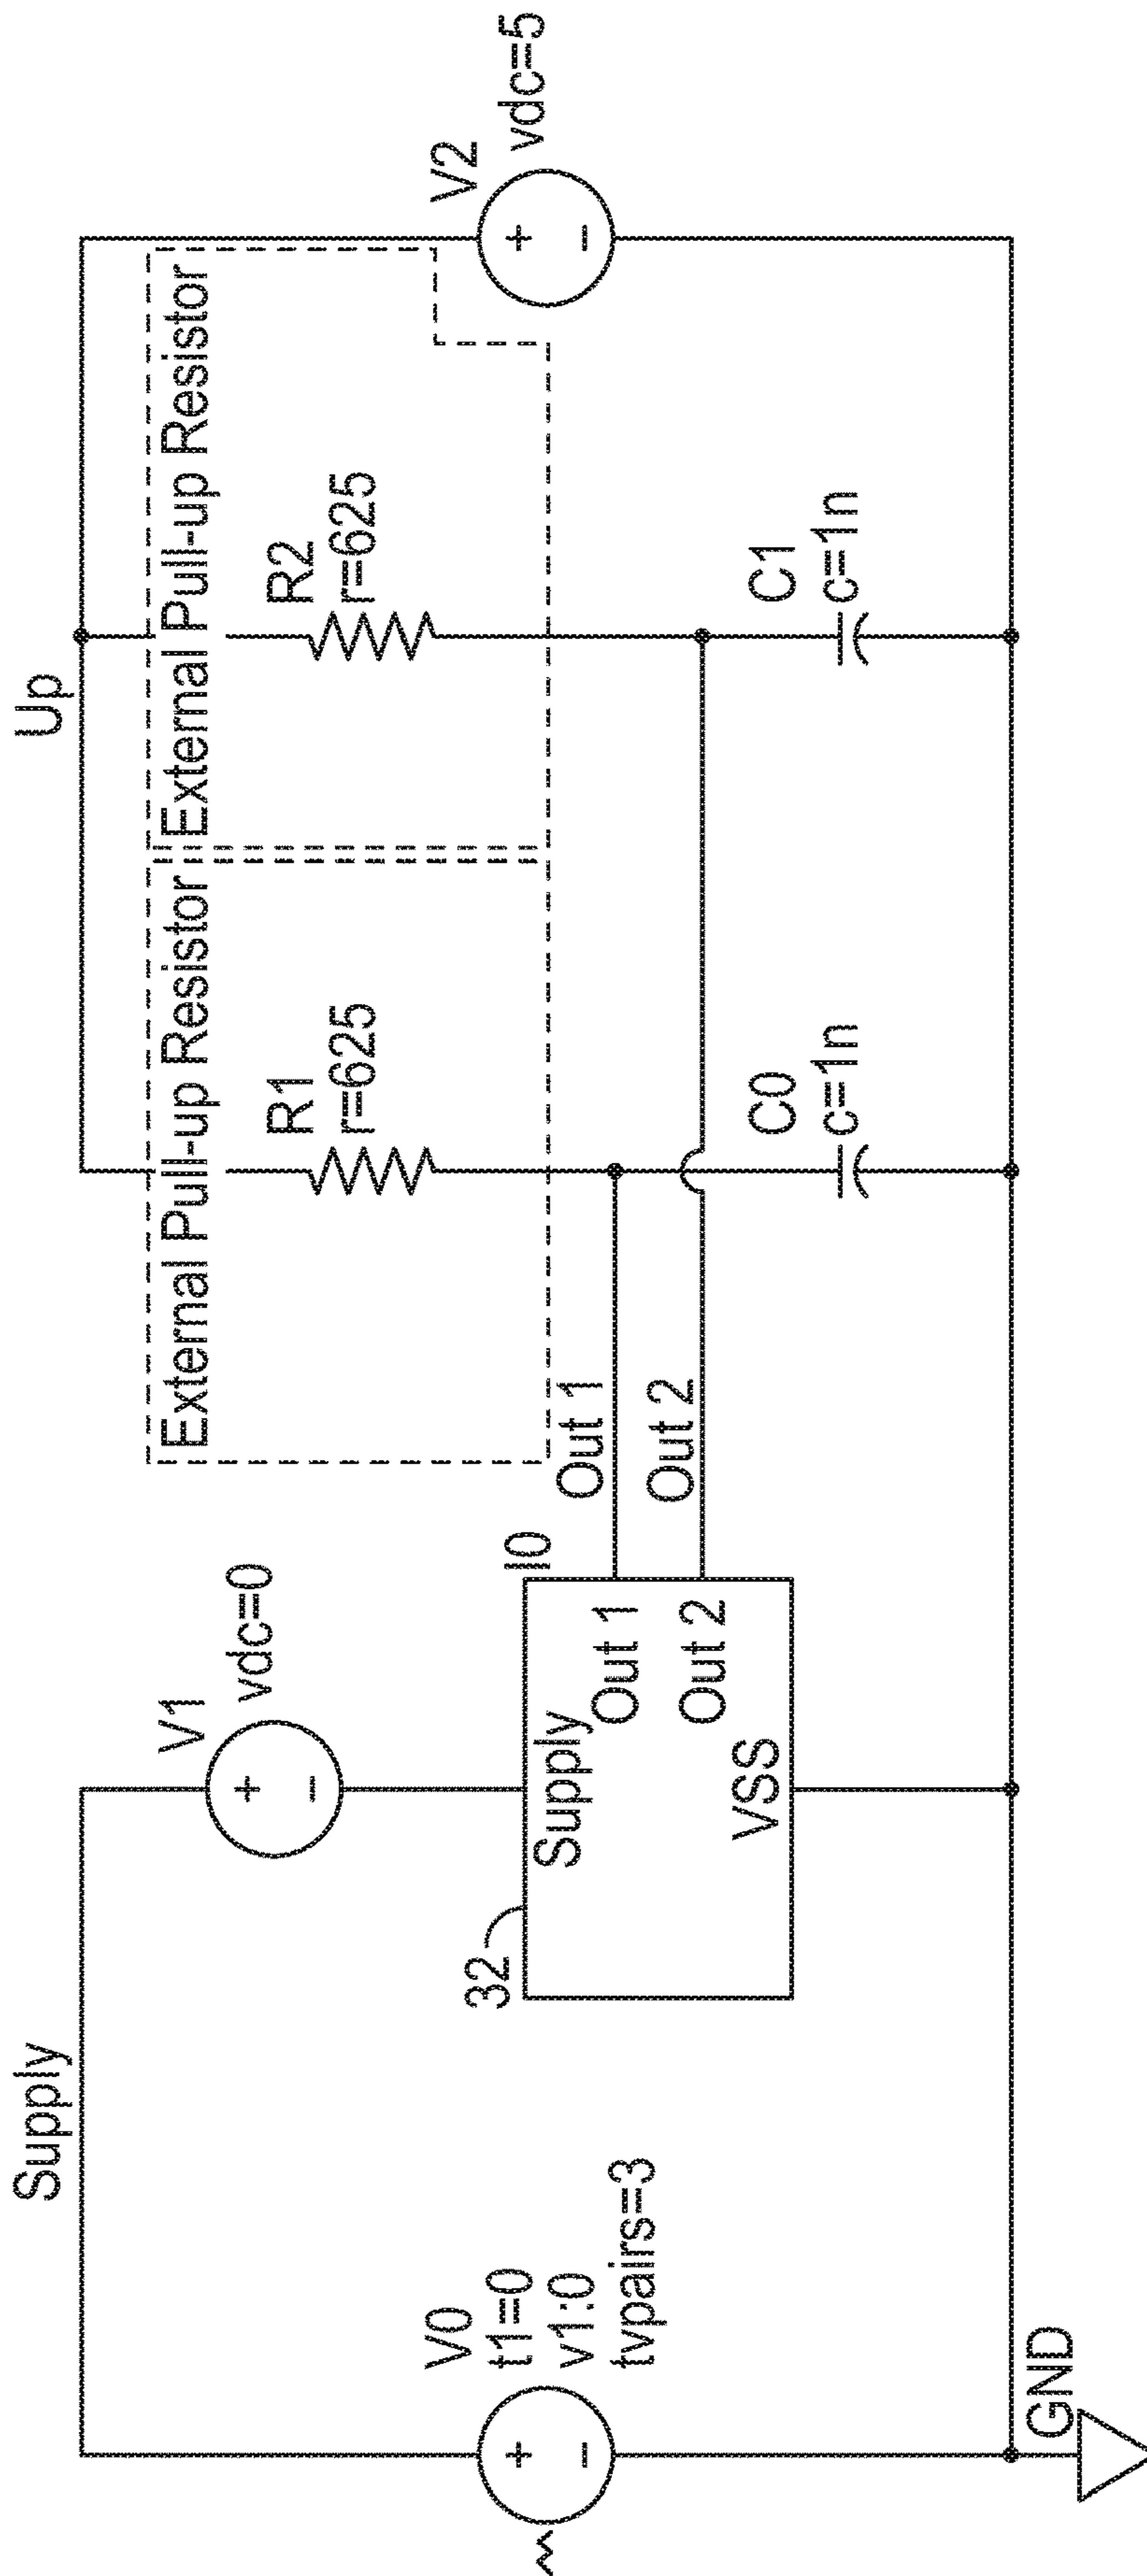 Supply
Up
V1
vdc=0
External Pull-up Resistor
External Pull-up Resistor
R1
r=625
R2
r=625
V0
t1=0
v1:0
tvpairs=3
V2
vdc=5
32
I0
Supply
Out 1
Out 2
VSS
Out 1
Out 2
C0
c=1n
C1
c=1n
GND